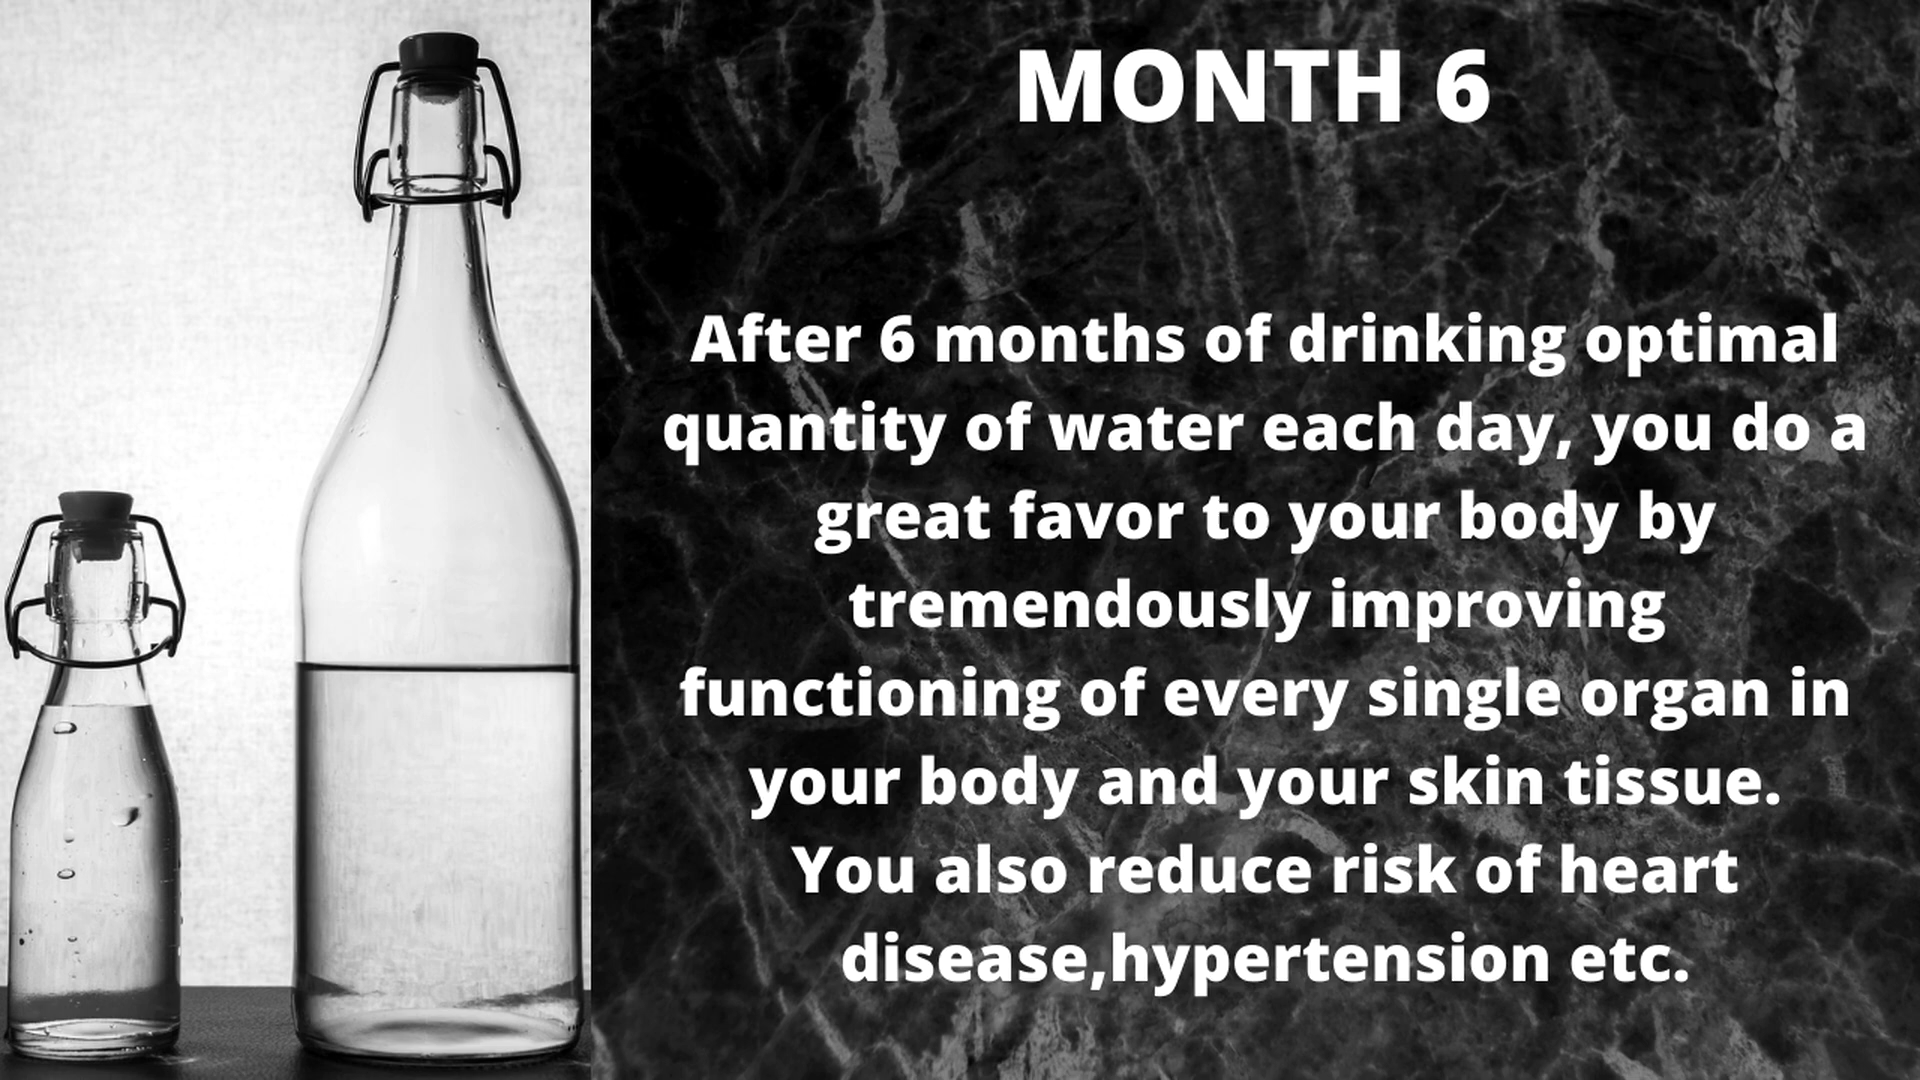 MONTH 6
After 6 months of drinking optimal
quantity of water each day, you do a
great favor to your body by
tremendously improving
functioning of every single organ in
your body and your skin tissue.
You also reduce risk of heart
disease,hypertension etc.